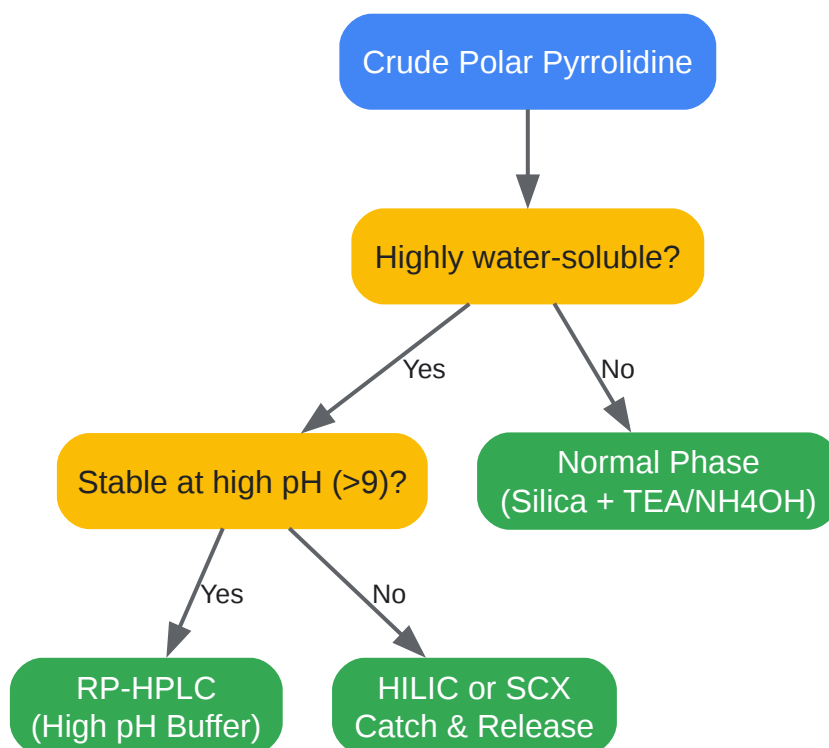 Crude Polar Pyrrolidine
Highly water-soluble?
Yes
No
Stable at high pH (>9)?
Normal Phase
(Silica + TEA/NH4OH)
Yes
No
RP-HPLC
(High pH Buffer)
HILIC or SCX
Catch & Release